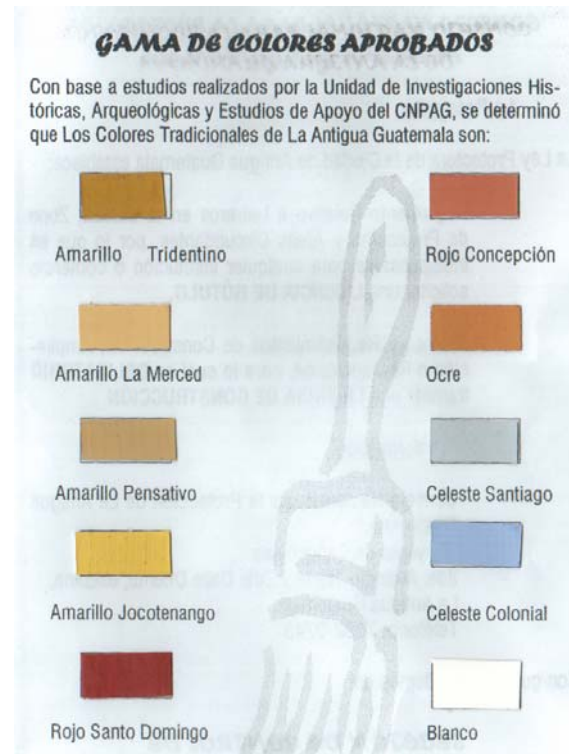 GAMA DE COLORES APROBADOS
Con base a estudios realizados por la Unidad de Investigaciones His-
tóricas, Arqueológicas y Estudios de Apoyo del CNPAG, se determinó
que Los Colores Tradicionales de La Antigua Guatemala son:
Amarillo Tridentino
Rojo Concepción
Amarillo La Merced
Ocre
Amarillo Pensativo
Celeste Santiago
Amarillo Jocotenango
Celeste Colonial
Rojo Santo Domingo
Blanco